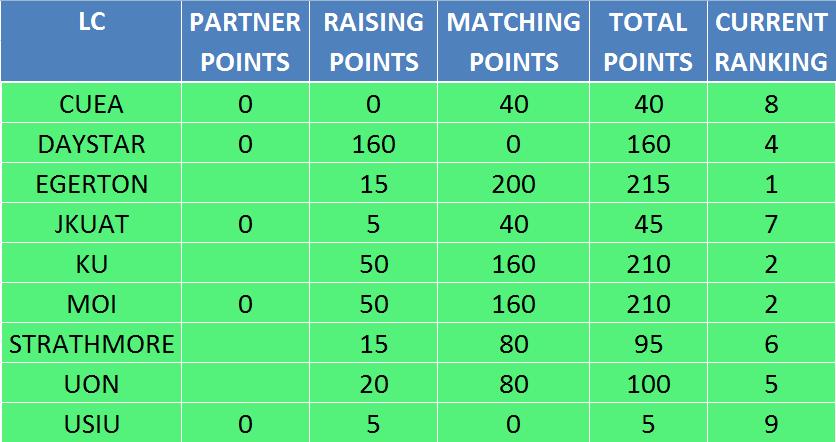 LC PARTNER POINTS RAISING POINTS MATCHING POINTS TOTAL POINTS CURRENT RANKING
CUEA 0 0 40 40 8
DAYSTAR 0 160 0 160 4
EGERTON 15 200 215 1
JKUAT 0 5 40 45 7
KU 50 160 210 2
MOI 0 50 160 210 2
STRATHMORE 15 80 95 6
UON 20 80 100 5
USIU 0 5 0 5 9